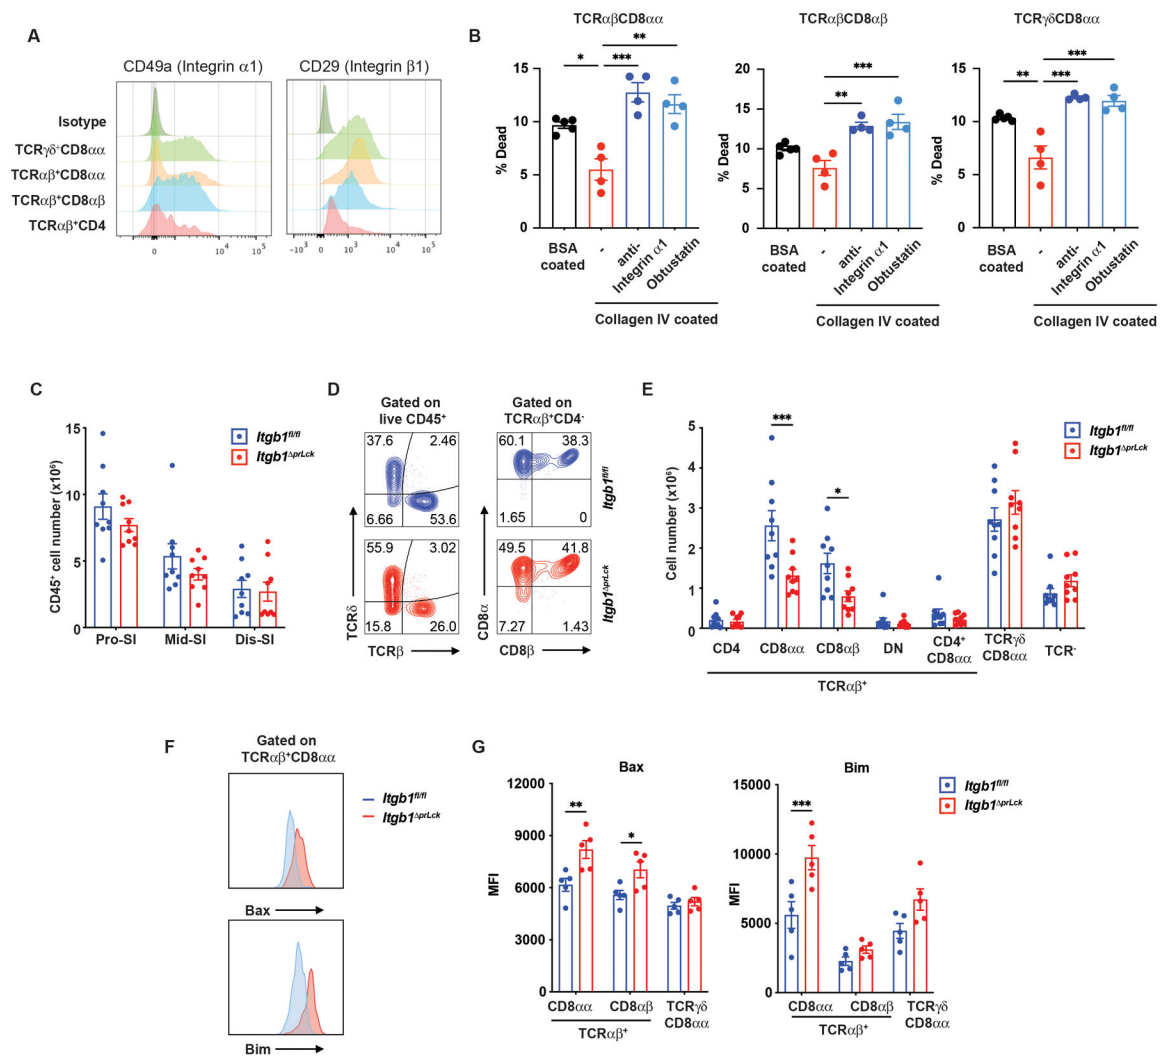 A
CD49a (Integrin α1)
CD29 (Integrin β1)
Isotype
TCRγδ⁺CD8αα
TCRαβ⁺CD8αα
TCRαβ⁺CD8αβ
TCRαβ⁺CD4
0 10⁴ 10⁵
-10³ 0 10³ 10⁴ 10⁵
B
TCRαβCD8αα
TCRαβCD8αβ
TCRγδCD8αα
% Dead
15
10
5
0
* *** **
BSA coated
-
anti-Integrin α1
Obtustatin
Collagen IV coated
% Dead
20
15
10
5
0
** ***
BSA coated
-
anti-Integrin α1
Obtustatin
Collagen IV coated
% Dead
15
10
5
0
** *** ***
BSA coated
-
anti-Integrin α1
Obtustatin
Collagen IV coated
C
CD45⁺ cell number (x10⁶)
15
10
5
0
Itgb1fl/fl
Itgb1ΔprLck
Pro-SI Mid-SI Dis-SI
D
Gated on
live CD45⁺
Gated on
TCRαβ⁺CD4⁻
37.6 2.46
6.66 53.6
60.1 38.3
1.65 0
Itgb1fl/fl
55.9 3.02
15.8 26.0
49.5 41.8
7.27 1.43
Itgb1ΔprLck
TCRδ
TCRβ
CD8α
CD8β
E
Cell number (x10⁶)
5
4
3
2
1
0
***
*
Itgb1fl/fl
Itgb1ΔprLck
CD4 CD8αα CD8αβ DN CD4⁺ CD8αα TCRγδ CD8αα TCR⁻
TCRαβ⁺
F
Gated on
TCRαβ⁺CD8αα
Itgb1fl/fl
Itgb1ΔprLck
Bax
Bim
G
Bax
MFI
12000
9000
6000
3000
0
**
*
CD8αα CD8αβ TCRγδ CD8αα
TCRαβ⁺
Bim
MFI
15000
10000
5000
0
***
CD8αα CD8αβ TCRγδ CD8αα
TCRαβ⁺
Itgb1fl/fl
Itgb1ΔprLck